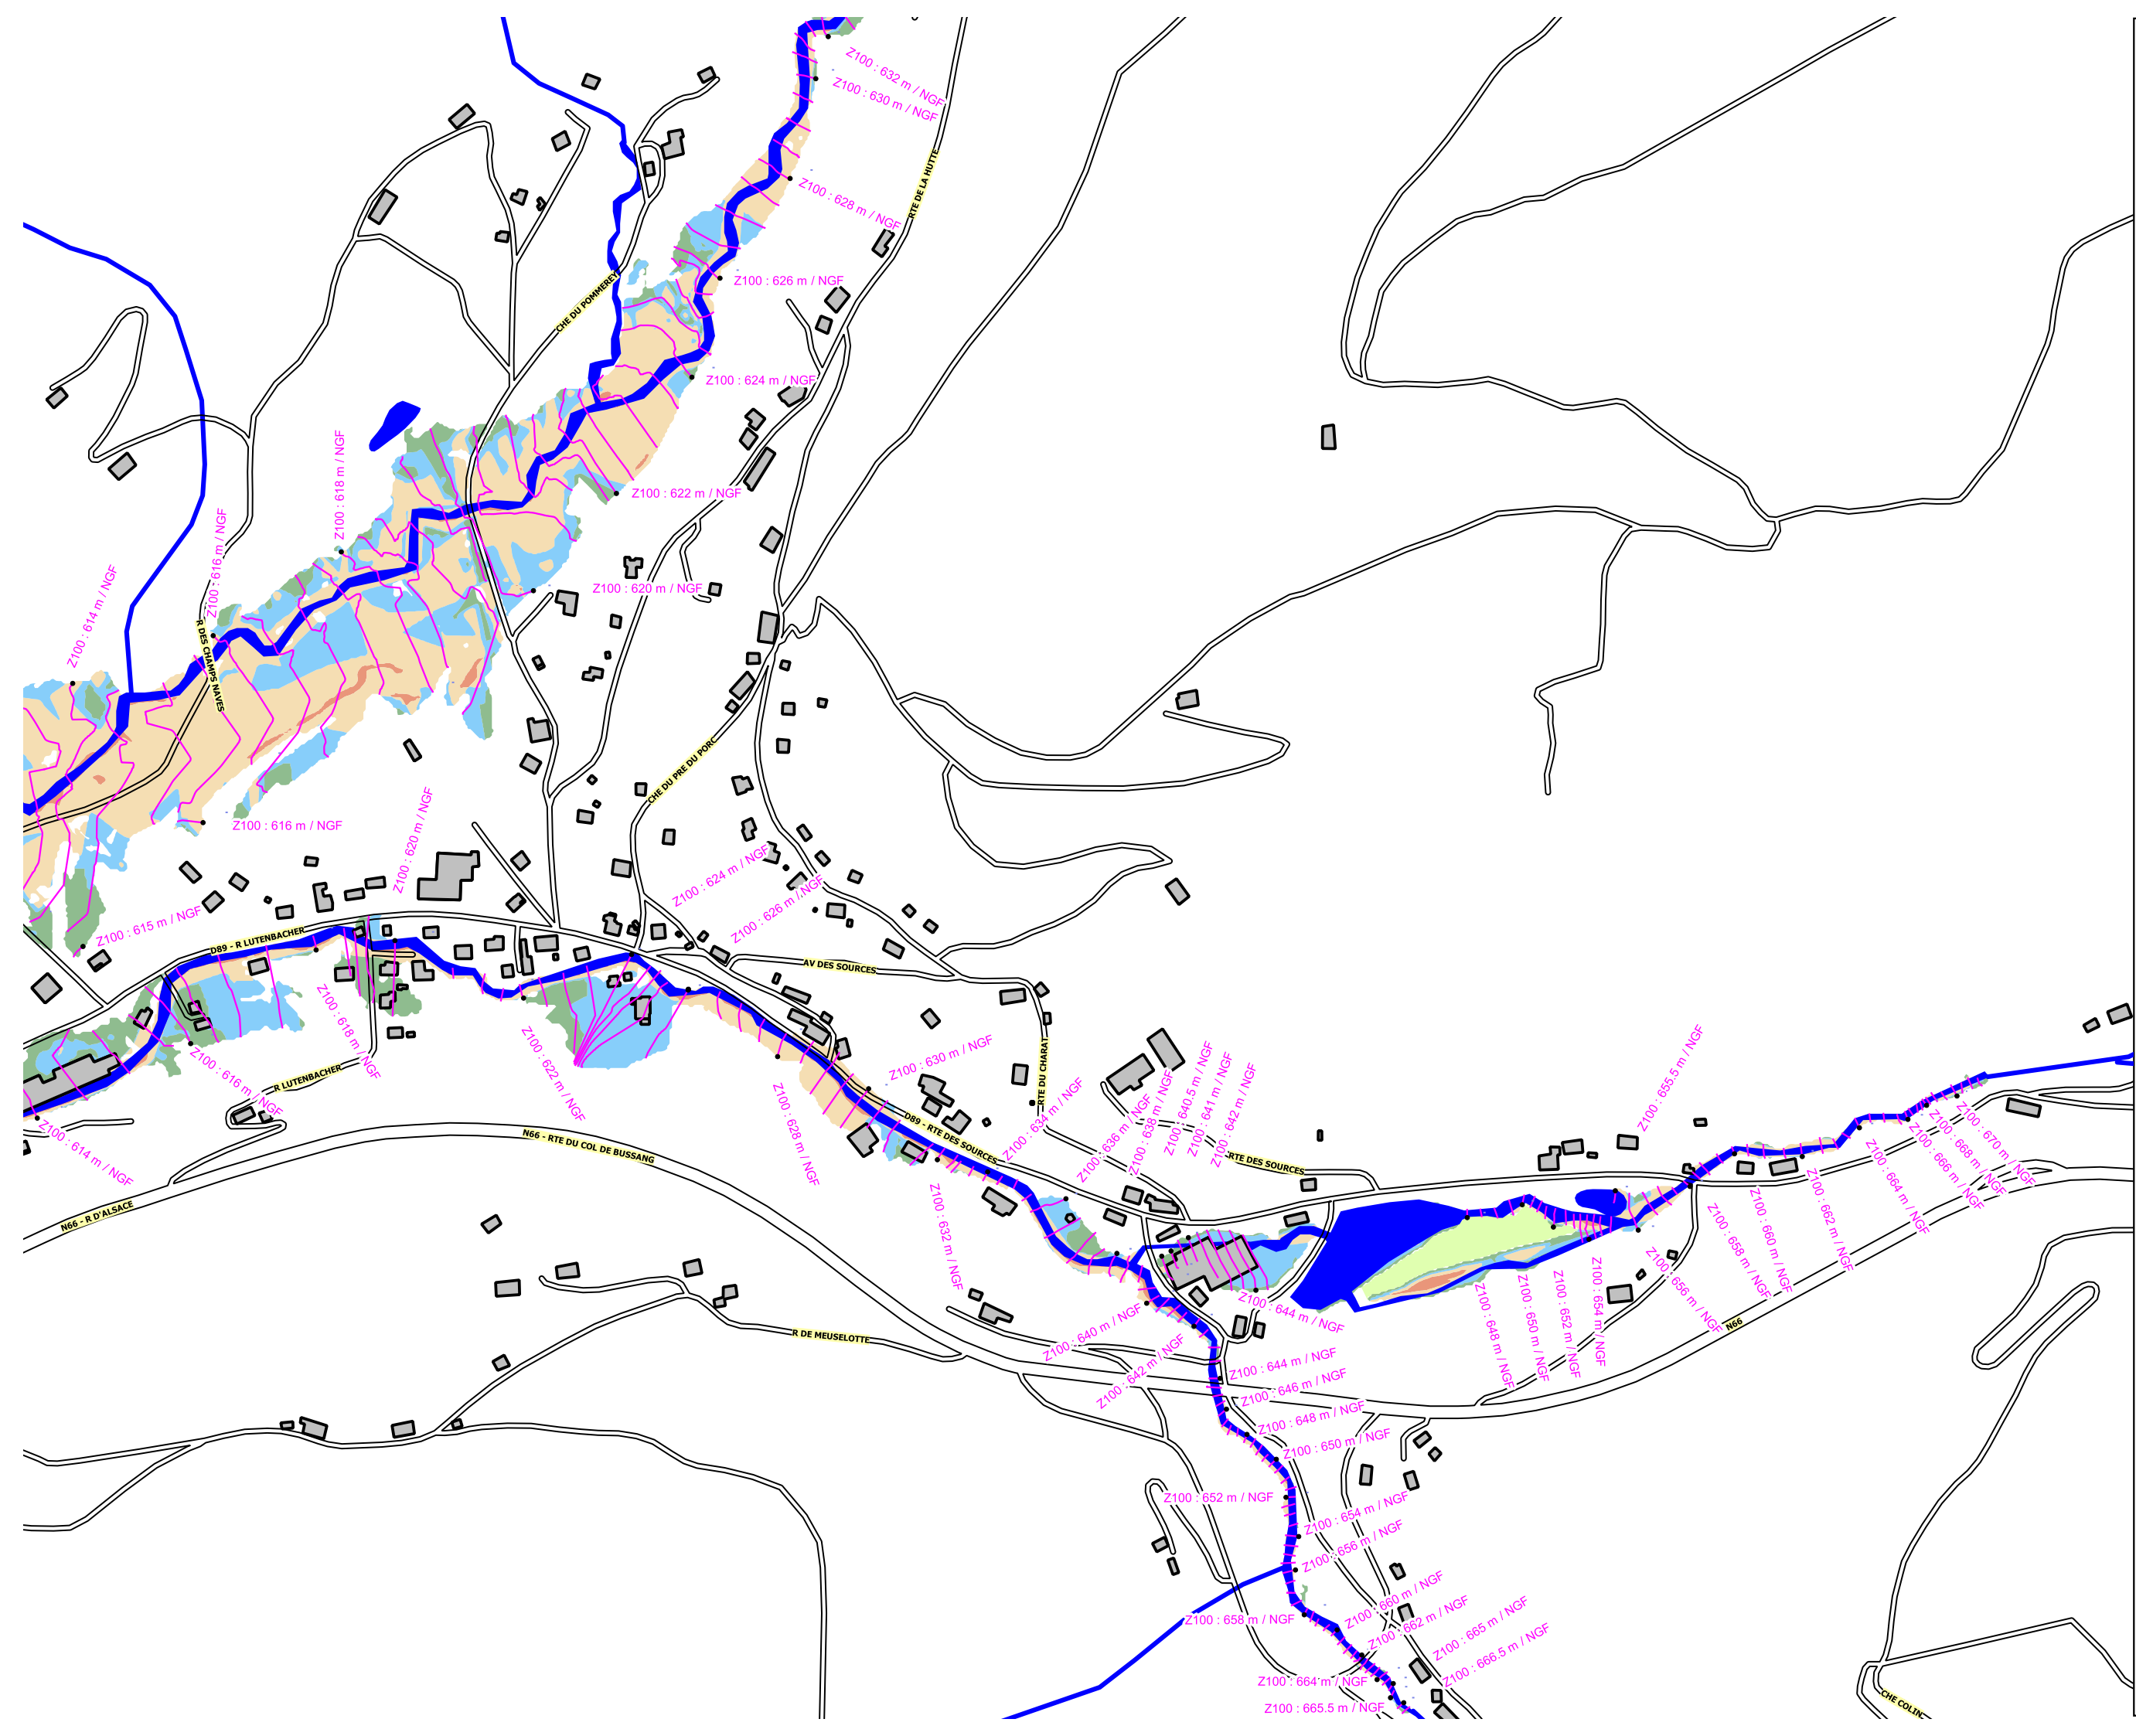 Z100 : 632 m / NGF
Z100 : 630 m / NGF
RTE DE LA HUTTE
Z100 : 628 m / NGF
Z100 : 626 m / NGF
CHE DU POMMEREY
Z100 : 624 m / NGF
Z100 : 618 m / NGF
Z100 : 622 m / NGF
Z100 : 616 m / NGF
Z100 : 614 m / NGF
Z100 : 620 m / NGF
R DES CHAMPS NAVES
CHE DU PRE DU PORC
Z100 : 616 m / NGF
Z100 : 620 m / NGF
Z100 : 624 m / NGF
Z100 : 626 m / NGF
Z100 : 615 m / NGF
D89 - R LUTENBACHER
AV DES SOURCES
Z100 : 618 m / NGF
Z100 : 616 m / NGF
R LUTENBACHER
Z100 : 622 m / NGF
Z100 : 630 m / NGF
Z100 : 628 m / NGF
RTE DU CHARAT
D89 - RTE DES SOURCES
Z100 : 634 m / NGF
Z100 : 636 m / NGF
Z100 : 638 m / NGF
Z100 : 640.5 m / NGF
Z100 : 641 m / NGF
Z100 : 642 m / NGF
Z100 : 665.5 m / NGF
Z100 : 614 m / NGF
N66 - RTE DU COL DE BUSSANG
RTE DES SOURCES
Z100 : 670 m / NGF
Z100 : 668 m / NGF
Z100 : 666 m / NGF
Z100 : 664 m / NGF
Z100 : 662 m / NGF
Z100 : 660 m / NGF
Z100 : 658 m / NGF
Z100 : 656 m / NGF
Z100 : 654 m / NGF
Z100 : 652 m / NGF
Z100 : 650 m / NGF
Z100 : 648 m / NGF
N66 - R D'ALSACE
Z100 : 632 m / NGF
Z100 : 644 m / NGF
Z100 : 640 m / NGF
N66
R DE MEUSELOTTE
Z100 : 642 m / NGF
Z100 : 644 m / NGF
Z100 : 646 m / NGF
Z100 : 648 m / NGF
Z100 : 650 m / NGF
Z100 : 652 m / NGF
Z100 : 654 m / NGF
Z100 : 656 m / NGF
Z100 : 658 m / NGF
Z100 : 660 m / NGF
Z100 : 662 m / NGF
Z100 : 665 m / NGF
Z100 : 666.5 m / NGF
Z100 : 664 m / NGF
Z100 : 665.5 m / NGF
CHE COLIN